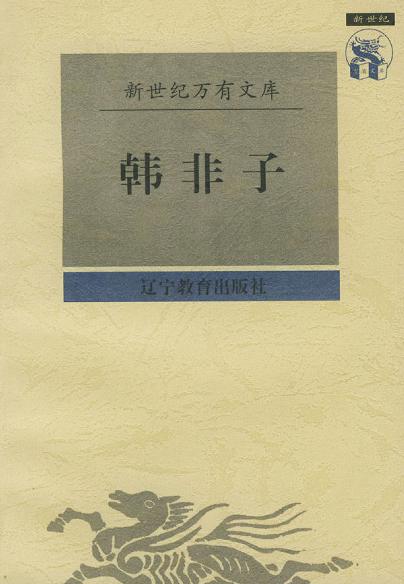 新世纪
新世纪万有文库
韩非子
辽宁教育出版社